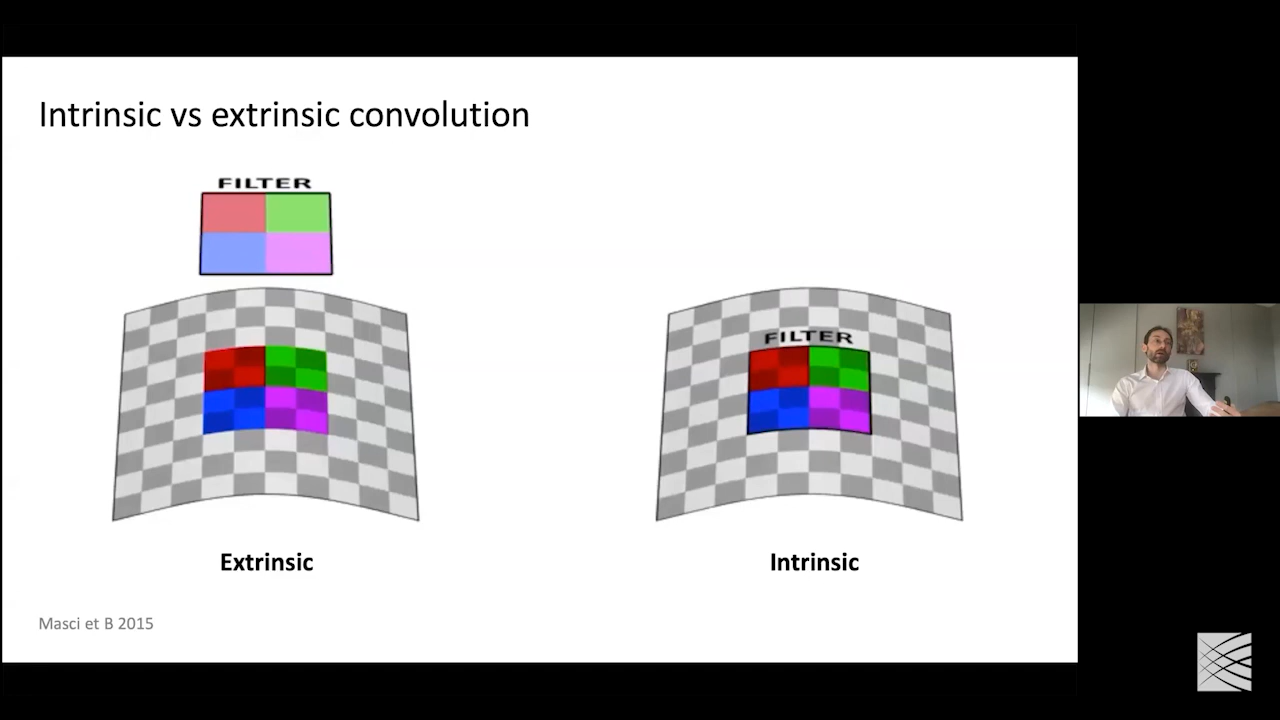 Intrinsic vs extrinsic convolution
FILTER
FILTER
Extrinsic
Intrinsic
Masci et B 2015